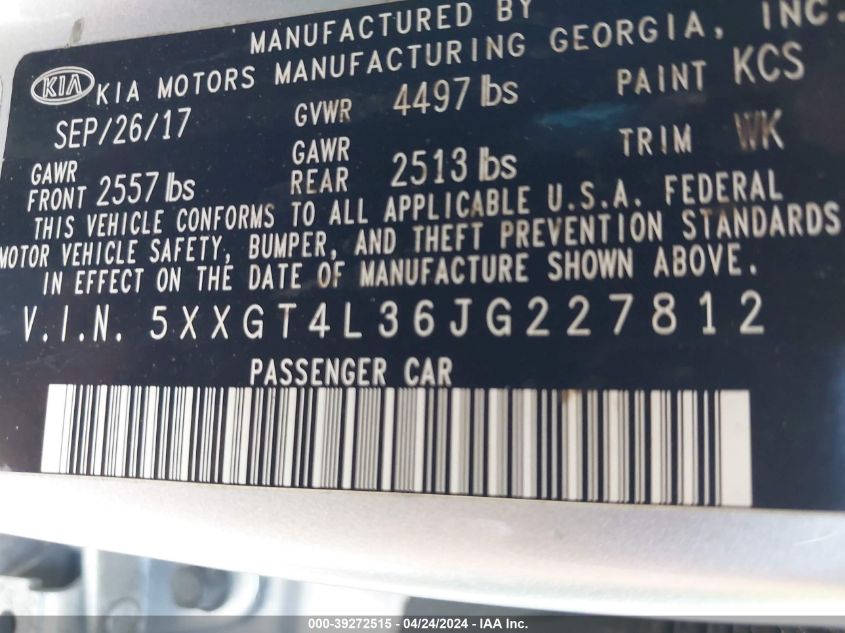 MANUFACTURED BY
KIA KIA MOTORS MANUFACTURING GEORGIA, INC.
SEP/26/17 GVWR 4497 lbs PAINT KCS
GAWR FRONT 2557 lbs GAWR REAR 2513 lbs TRIM WK
THIS VEHICLE CONFORMS TO ALL APPLICABLE U.S.A. FEDERAL
MOTOR VEHICLE SAFETY, BUMPER, AND THEFT PREVENTION STANDARDS
IN EFFECT ON THE DATE OF MANUFACTURE SHOWN ABOVE.
V.I.N. 5XXGT4L36JG227812
PASSENGER CAR
000-39272515 | 04/24/2024 | IAA Inc.